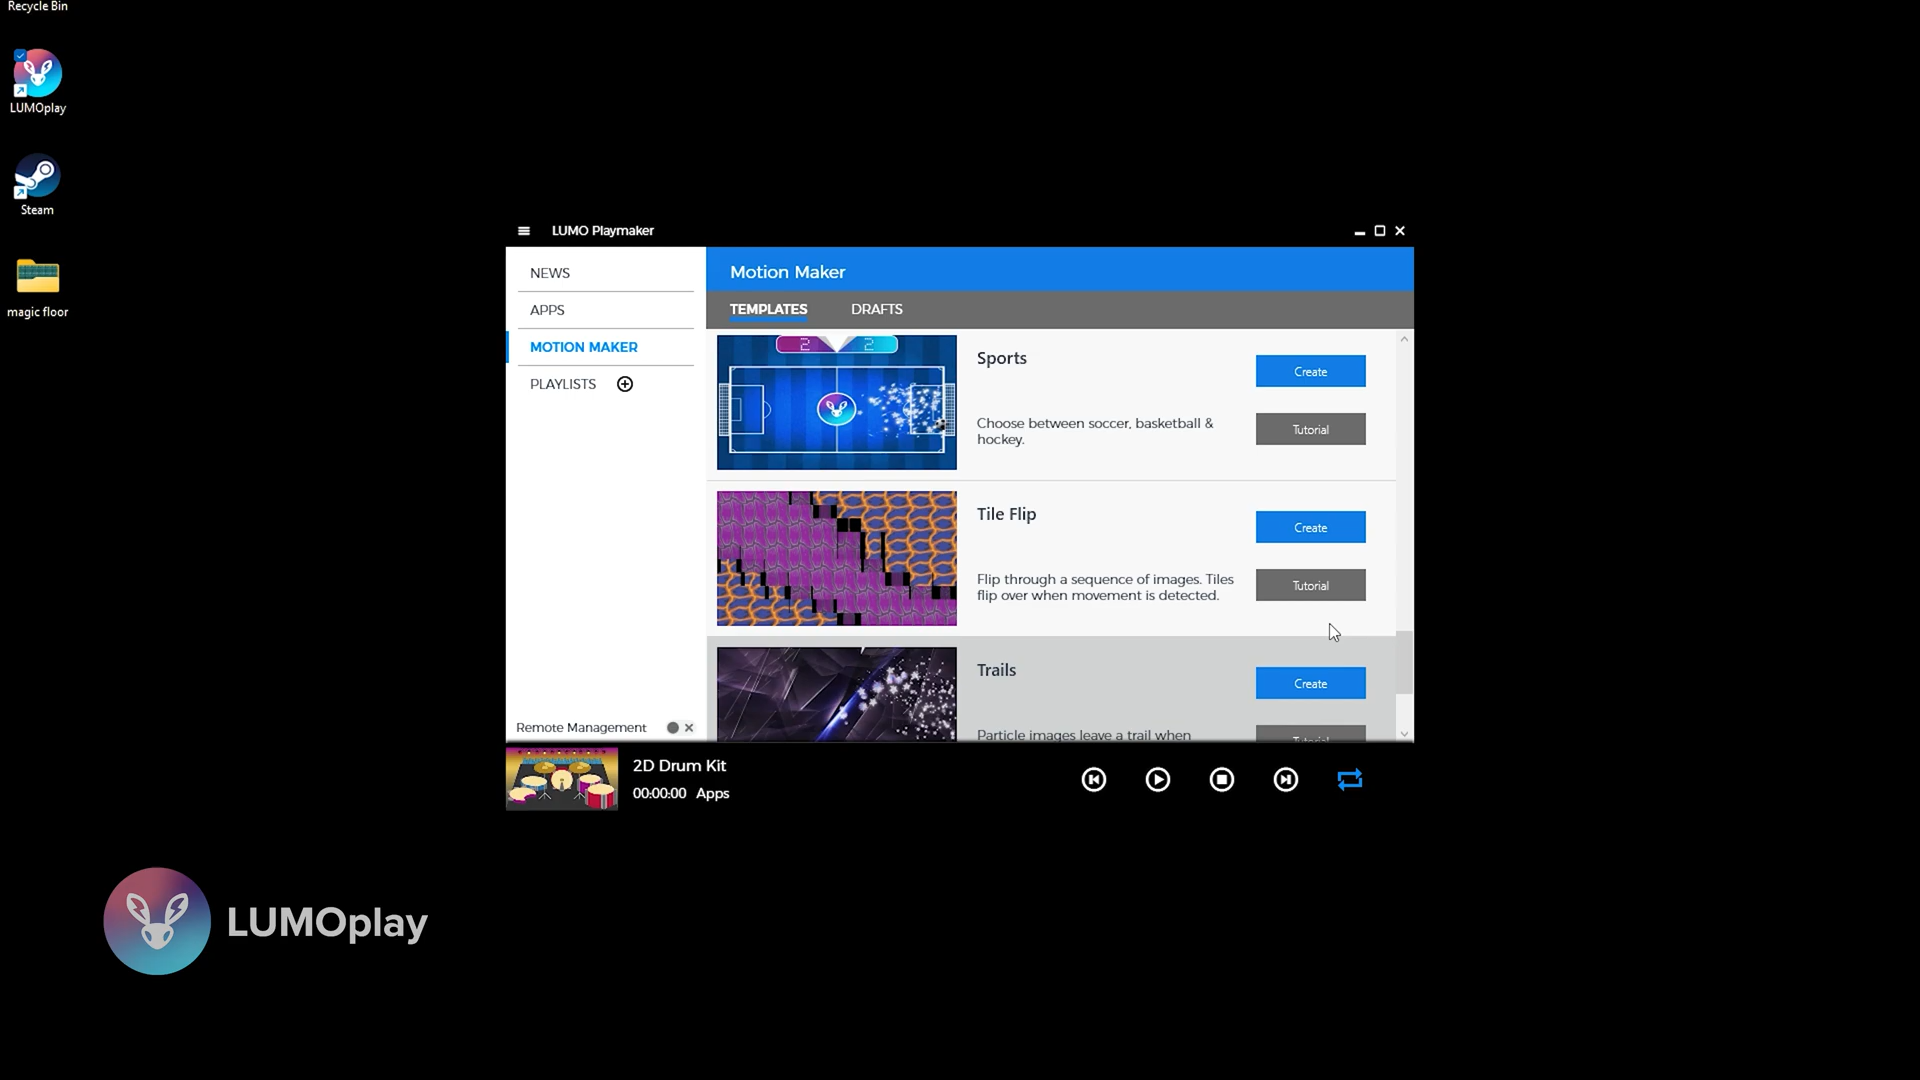 Recycle Bin
LUMOplay
Steam
magic floor
LUMO Playmaker
NEWS
APPS
MOTION MAKER
PLAYLISTS
Remote Management
Motion Maker
TEMPLATES DRAFTS
2 2
Sports
Create
Choose between soccer, basketball &
hockey.
Tutorial
Tile Flip
Create
Flip through a sequence of images. Tiles
flip over when movement is detected.
Tutorial
Trails
Create
Particle images leave a trail when
Tutorial
2D Drum Kit
00:00:00 Apps
LUMOplay